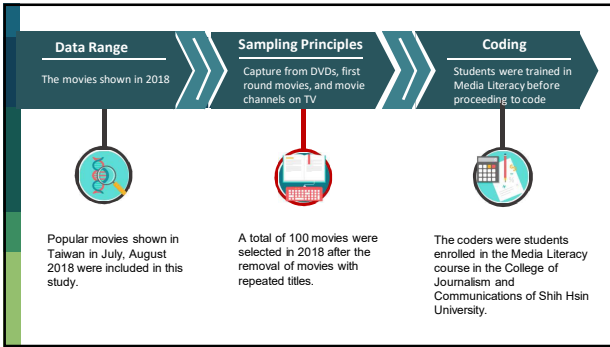 Data Range
The movies shown in 2018
Sampling Principles
Capture from DVDs, first
round movies, and movie
channels on TV
Coding
Students were trained in
Media Literacy before
proceeding to code
Popular movies shown in
Taiwan in July, August
2018 were included in this
study.
A total of 100 movies were
selected in 2018 after the
removal of movies with
repeated titles.
The coders were students
enrolled in the Media Literacy
course in the College of
Journalism and
Communications of Shih Hsin
University.